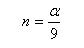 n = α/9